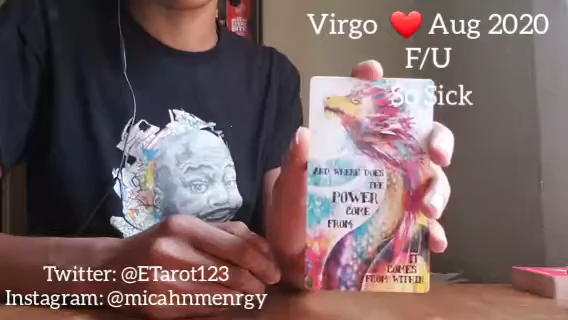 Virgo ❤️ Aug 2020
F/U
So Sick
AND WHERE DOES
THE
POWER
COME
FROM
IT
COMES
FROM WITHIN
Twitter: @ETarot123
Instagram: @micahnmenrgy